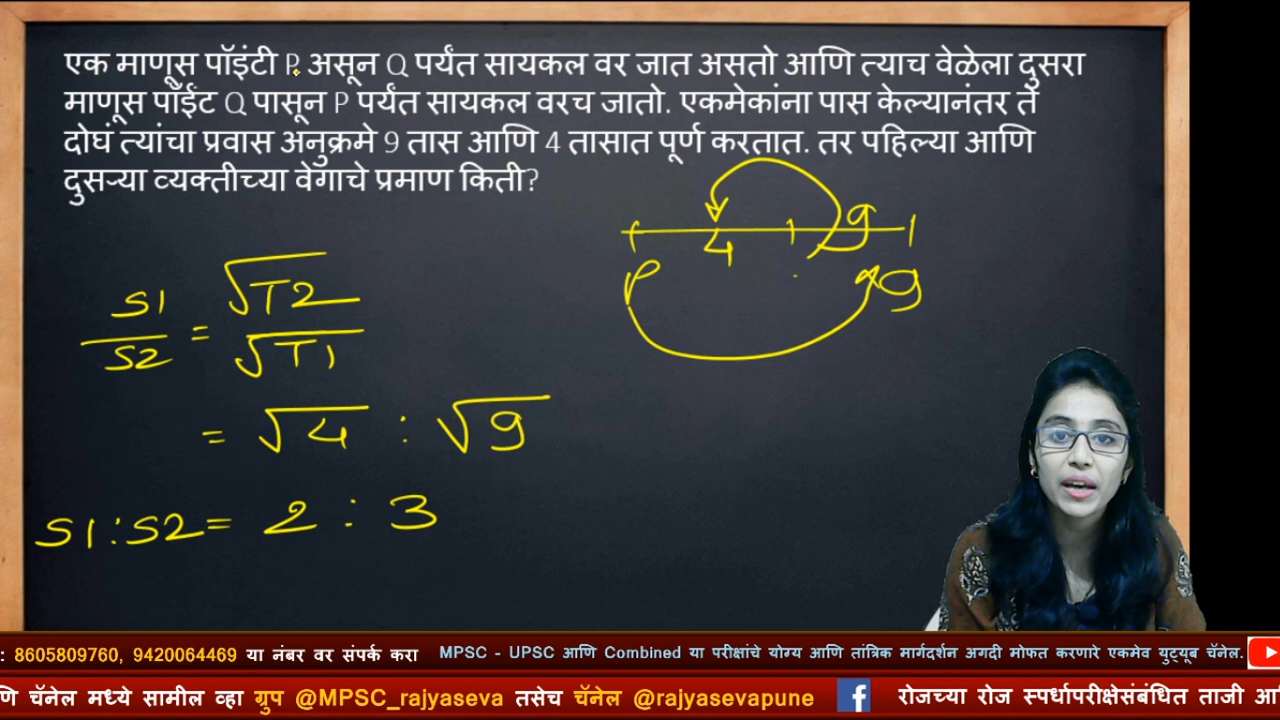 एक माणूस पॉइंटी P असून Q पर्यंत सायकल वर जात असतो आणि त्याच वेळेला दुसरा
माणूस पॉईंट Q पासून P पर्यंत सायकल वरच जातो. एकमेकांना पास केल्यानंतर ते
दोघं त्यांचा प्रवास अनुक्रमे 9 तास आणि 4 तासात पूर्ण करतात. तर पहिल्या आणि
दुसऱ्या व्यक्तीच्या वेगाचे प्रमाण किती?
4 9
P 9
S1/S2 = √T2/√T1
= √4 : √9
S1:S2= 2 : 3
: 8605809760, 9420064469 या नंबर वर संपर्क करा MPSC - UPSC आणि Combined या परीक्षांचे योग्य आणि तांत्रिक मार्गदर्शन अगदी मोफत करणारे एकमेव युट्यूब चॅनेल.
णि चॅनेल मध्ये सामील व्हा ग्रुप @MPSC_rajyaseva तसेच चॅनेल @rajyasevapune f रोजच्या रोज स्पर्धापरीक्षेसंबंधित ताजी आ